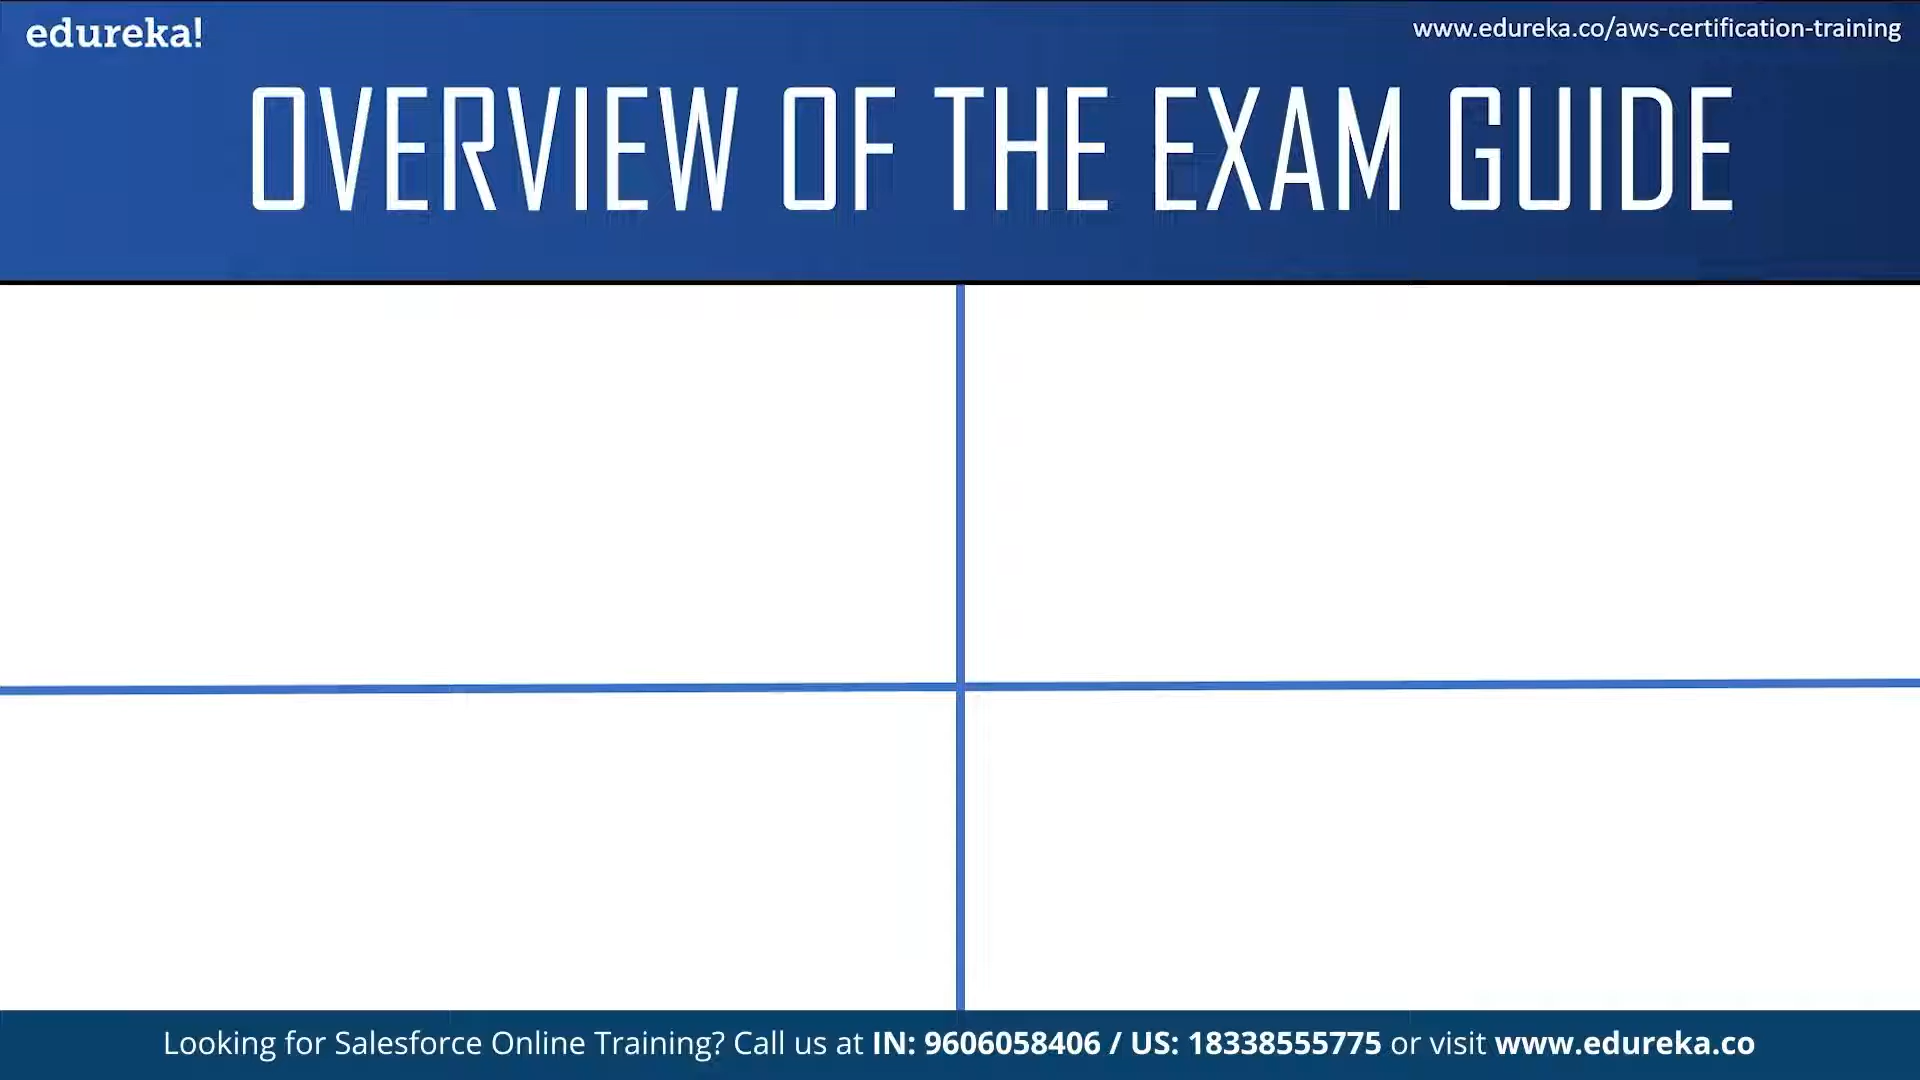 edureka!
www.edureka.co/aws-certification-training
OVERVIEW OF THE EXAM GUIDE
Looking for Salesforce Online Training? Call us at IN: 9606058406 / US: 18338555775 or visit www.edureka.co